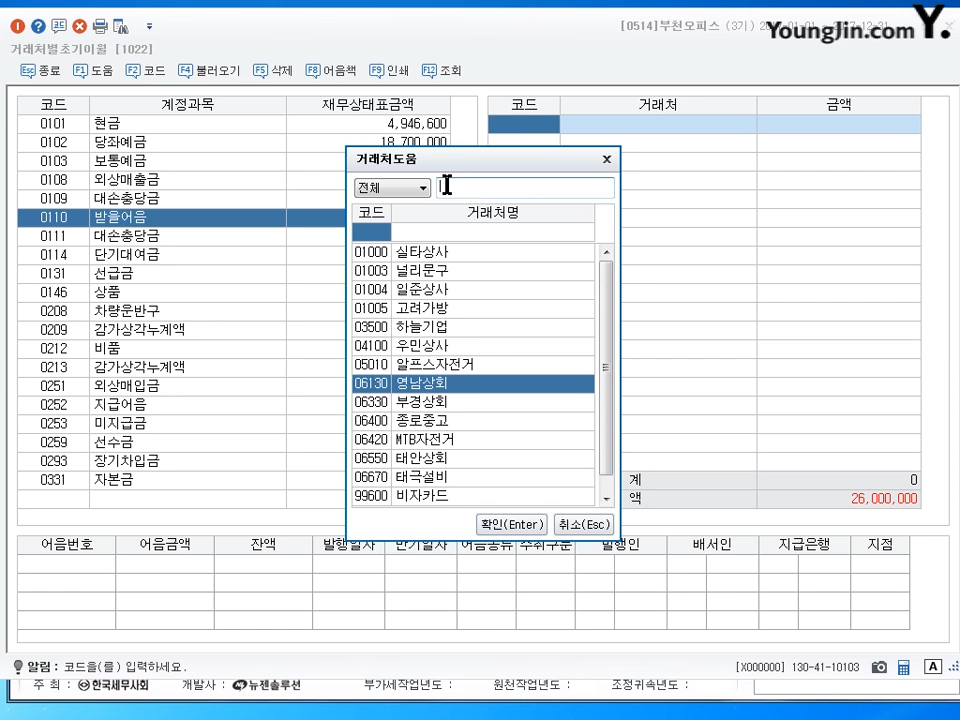 [0514]부천오피스 (3기)
YoungJin.com Y.
거래처별초기이월 [1022]
Esc 종료 F1 도움 F2 코드 F4 불러오기 F5 삭제 F8 어음책 F9 인쇄 F12 조회
코드 계정과목 재무상태표금액 코드 거래처 금액
0101 현금 4,946,600
0102 당좌예금 18,700,000
0103 보통예금
0108 외상매출금
0109 대손충당금
0110 받을어음
0111 대손충당금
0114 단기대여금
0131 선급금
0146 상품
0208 차량운반구
0209 감가상각누계액
0212 비품
0213 감가상각누계액
0251 외상매입금
0252 지급어음
0253 미지급금
0259 선수금
0293 장기차입금
0331 자본금
거래처도움 x
전체
코드 거래처명
01000 실타상사
01003 널리문구
01004 일준상사
01005 고려가방
03500 하늘기업
04100 우민상사
05010 알프스자전거
06130 영남상회
06330 부경상회
06400 종로중고
06420 MTB자전거
06550 태안상회
06670 태극설비
99600 비자카드
확인(Enter) 취소(Esc)
계 0
액 26,000,000
어음번호 어음금액 잔액 발행일자 만기일자 어음종류 수취구분 발행인 배서인 지급은행 지점
알림 : 코드을(를) 입력하세요.
[X000000] 130-41-10103
A
주 최 : 한국세무사회 개발사 : 뉴젠솔루션 부가세작업년도 : 원천작업년도 : 조정귀속년도 :